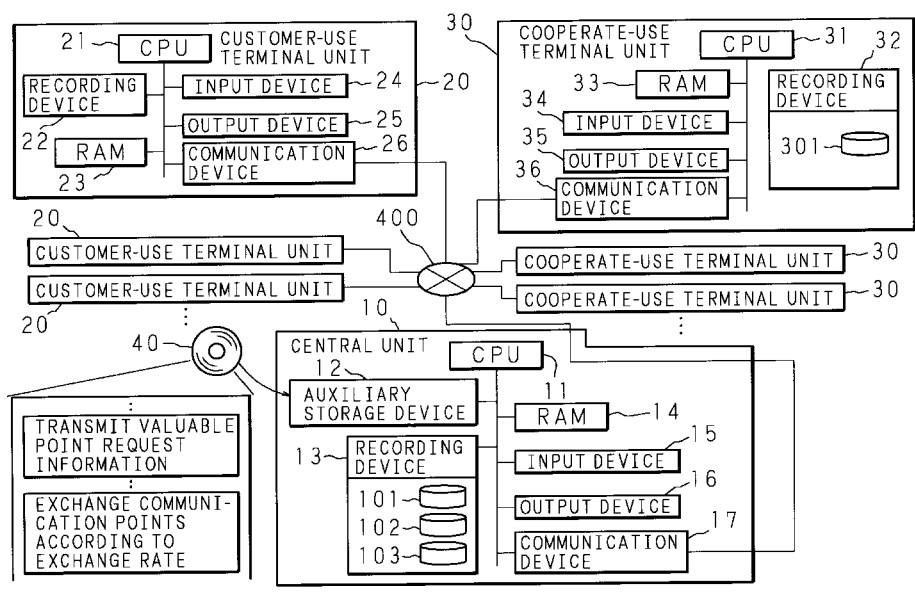 21
CPU
CUSTOMER-USE
TERMINAL UNIT
RECORDING
DEVICE
22
INPUT DEVICE
24
20
OUTPUT DEVICE
25
RAM
23
COMMUNICATION
DEVICE
26
30
COOPERATE-USE
TERMINAL UNIT
CPU
31
32
33
RAM
RECORDING
DEVICE
34
INPUT DEVICE
301
35
OUTPUT DEVICE
36
COMMUNICATION
DEVICE
20
CUSTOMER-USE TERMINAL UNIT
400
COOPERATE-USE TERMINAL UNIT
30
CUSTOMER-USE TERMINAL UNIT
20
COOPERATE-USE TERMINAL UNIT
30
40
10
CENTRAL UNIT
CPU
11
12
AUXILIARY
STORAGE DEVICE
RAM
14
13
RECORDING
DEVICE
101
102
103
INPUT DEVICE
15
OUTPUT DEVICE
16
COMMUNICATION
DEVICE
17
TRANSMIT VALUABLE
POINT REQUEST
INFORMATION
EXCHANGE COMMUNI-
CATION POINTS
ACCORDING TO
EXCHANGE RATE